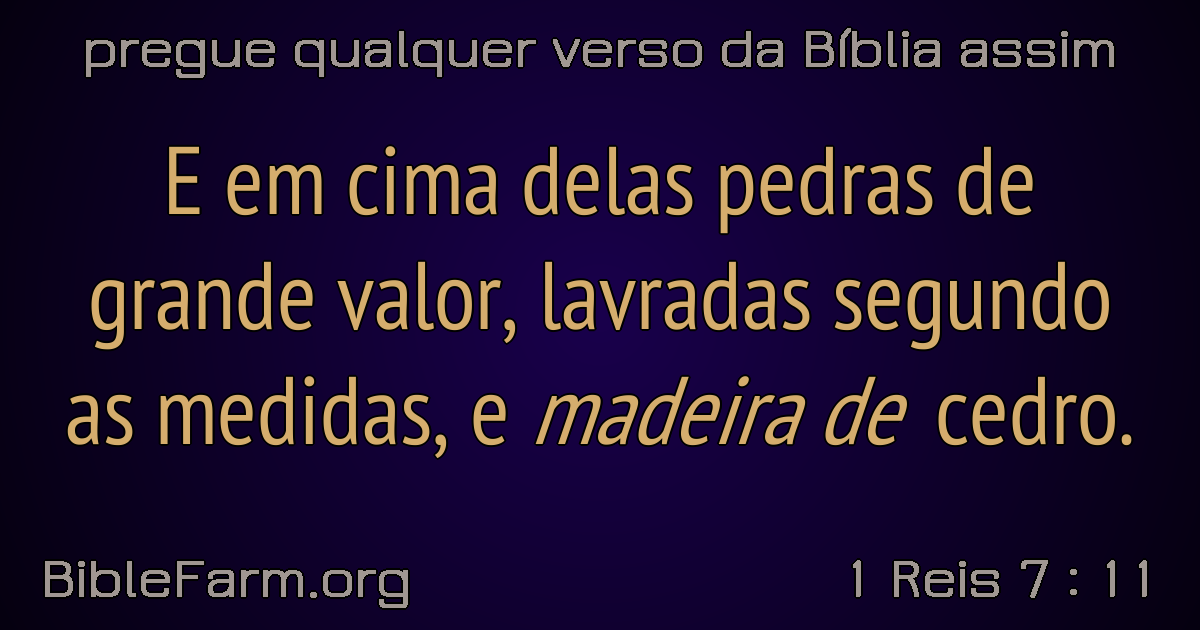 pregue qualquer verso da Bíblia assim
E em cima delas pedras de
grande valor, lavradas segundo
as medidas, e madeira de cedro.
BibleFarm.org
1 Reis 7 : 11